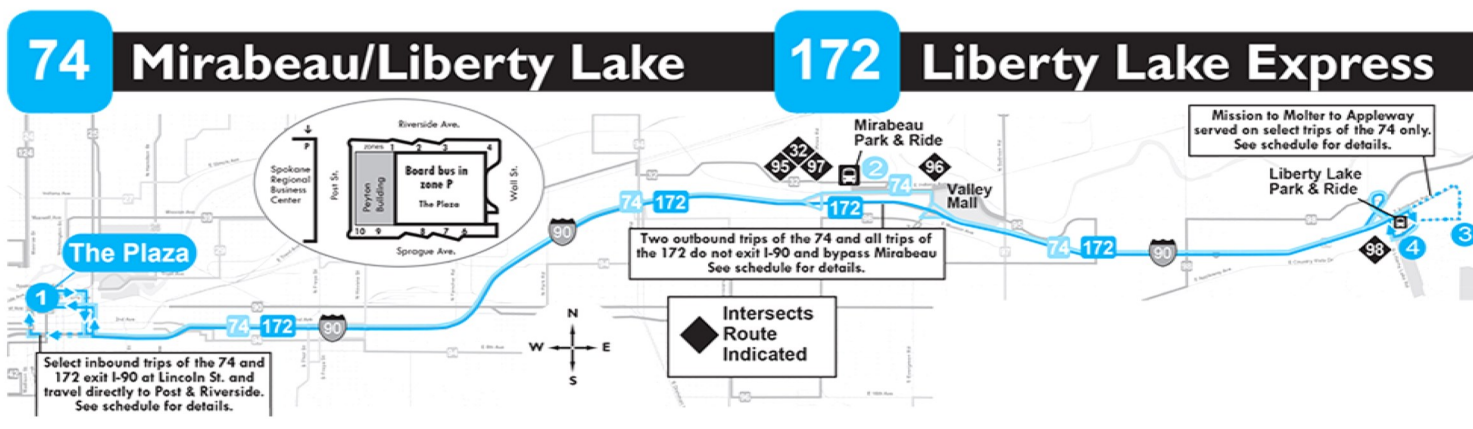 74 Mirabeau/Liberty Lake
172 Liberty Lake Express
Riverside Ave.
P
zones 1 2 3 4
Spokane
Regional
Business
Center
Post St.
Peyton
Building
Board bus in
zone P
The Plaza
Wall St.
10 9 8 7 6
Sprague Ave.
The Plaza
1
74 172 90
Select inbound trips of the 74 and
172 exit I-90 at Lincoln St. and
travel directly to Post & Riverside.
See schedule for details.
90
74 172
Mirabeau
Park & Ride
32
95 97
2
74
96
Valley
Mall
172
Two outbound trips of the 74 and all trips of
the 172 do not exit I-90 and bypass Mirabeau
See schedule for details.
N
W E
S
Intersects
Route
Indicated
74 172
90
Mission to Molter to Appleway
served on select trips of the 74 only.
See schedule for details.
Liberty Lake
Park & Ride
98
4
3